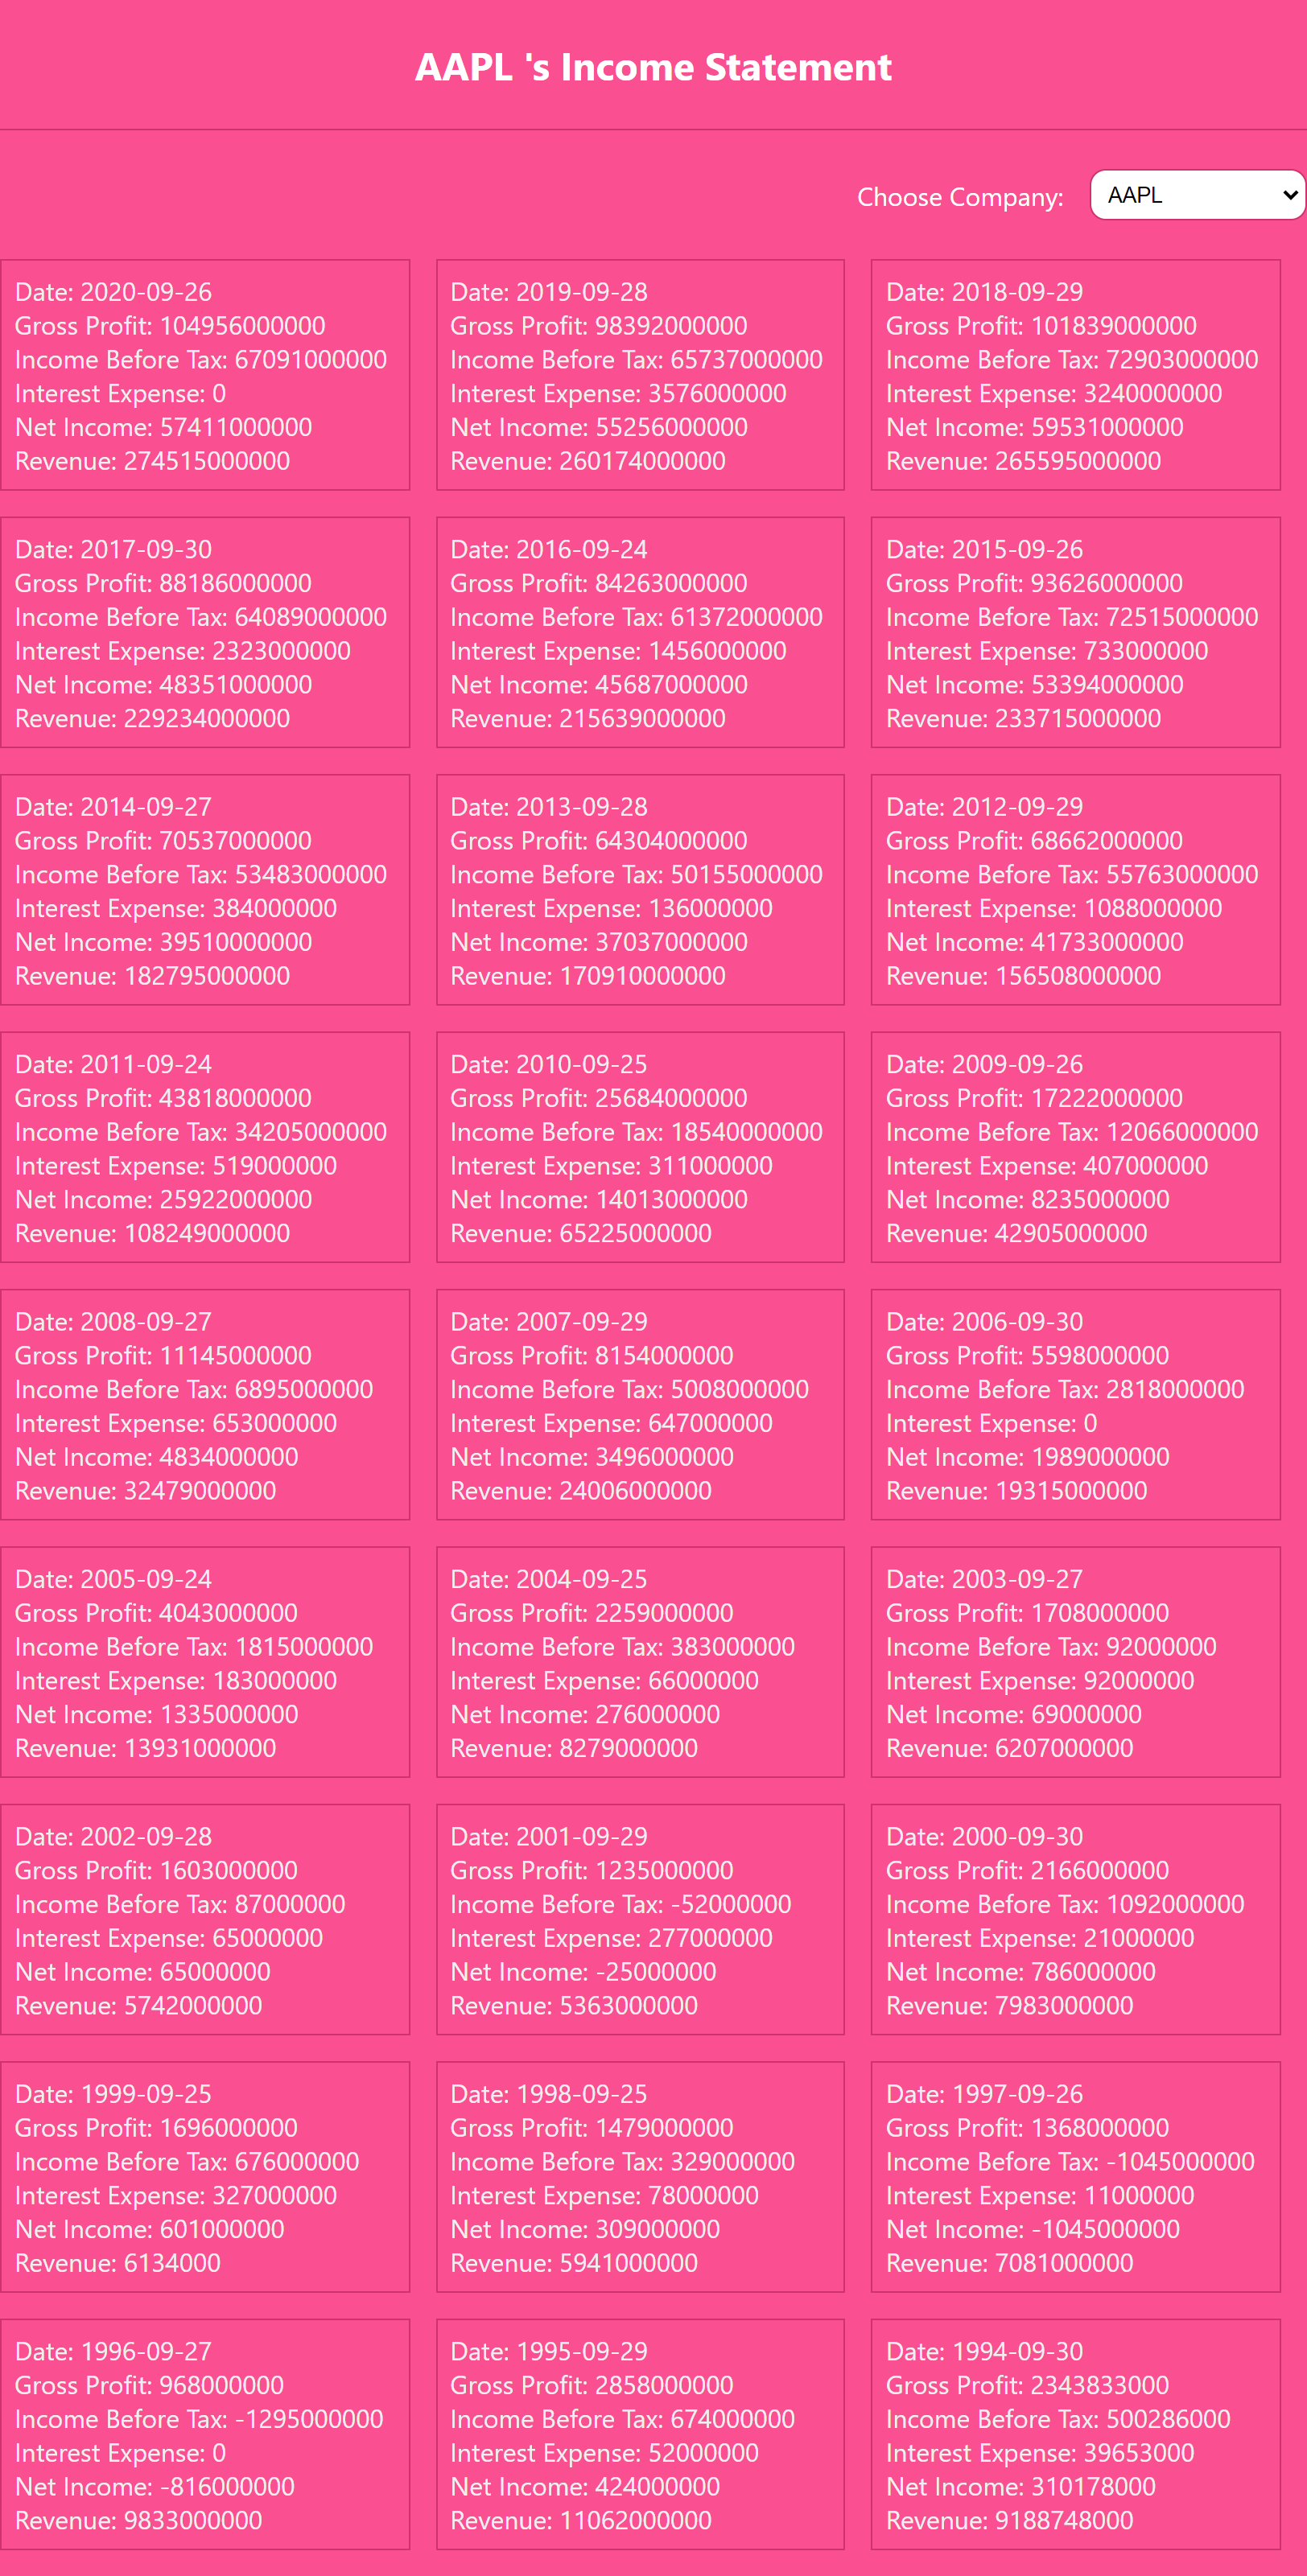 AAPL 's Income Statement
Choose Company:
AAPL
Date: 2020-09-26
Gross Profit: 104956000000
Income Before Tax: 67091000000
Interest Expense: 0
Net Income: 57411000000
Revenue: 274515000000
Date: 2019-09-28
Gross Profit: 98392000000
Income Before Tax: 65737000000
Interest Expense: 3576000000
Net Income: 55256000000
Revenue: 260174000000
Date: 2018-09-29
Gross Profit: 101839000000
Income Before Tax: 72903000000
Interest Expense: 3240000000
Net Income: 59531000000
Revenue: 265595000000
Date: 2017-09-30
Gross Profit: 88186000000
Income Before Tax: 64089000000
Interest Expense: 2323000000
Net Income: 48351000000
Revenue: 229234000000
Date: 2016-09-24
Gross Profit: 84263000000
Income Before Tax: 61372000000
Interest Expense: 1456000000
Net Income: 45687000000
Revenue: 215639000000
Date: 2015-09-26
Gross Profit: 93626000000
Income Before Tax: 72515000000
Interest Expense: 733000000
Net Income: 53394000000
Revenue: 233715000000
Date: 2014-09-27
Gross Profit: 70537000000
Income Before Tax: 53483000000
Interest Expense: 384000000
Net Income: 39510000000
Revenue: 182795000000
Date: 2013-09-28
Gross Profit: 64304000000
Income Before Tax: 50155000000
Interest Expense: 136000000
Net Income: 37037000000
Revenue: 170910000000
Date: 2012-09-29
Gross Profit: 68662000000
Income Before Tax: 55763000000
Interest Expense: 1088000000
Net Income: 41733000000
Revenue: 156508000000
Date: 2011-09-24
Gross Profit: 43818000000
Income Before Tax: 34205000000
Interest Expense: 519000000
Net Income: 25922000000
Revenue: 108249000000
Date: 2010-09-25
Gross Profit: 25684000000
Income Before Tax: 18540000000
Interest Expense: 311000000
Net Income: 14013000000
Revenue: 65225000000
Date: 2009-09-26
Gross Profit: 17222000000
Income Before Tax: 12066000000
Interest Expense: 407000000
Net Income: 8235000000
Revenue: 42905000000
Date: 2008-09-27
Gross Profit: 11145000000
Income Before Tax: 6895000000
Interest Expense: 653000000
Net Income: 4834000000
Revenue: 32479000000
Date: 2007-09-29
Gross Profit: 8154000000
Income Before Tax: 5008000000
Interest Expense: 647000000
Net Income: 3496000000
Revenue: 24006000000
Date: 2006-09-30
Gross Profit: 5598000000
Income Before Tax: 2818000000
Interest Expense: 0
Net Income: 1989000000
Revenue: 19315000000
Date: 2005-09-24
Gross Profit: 4043000000
Income Before Tax: 1815000000
Interest Expense: 183000000
Net Income: 1335000000
Revenue: 13931000000
Date: 2004-09-25
Gross Profit: 2259000000
Income Before Tax: 383000000
Interest Expense: 66000000
Net Income: 276000000
Revenue: 8279000000
Date: 2003-09-27
Gross Profit: 1708000000
Income Before Tax: 92000000
Interest Expense: 92000000
Net Income: 69000000
Revenue: 6207000000
Date: 2002-09-28
Gross Profit: 1603000000
Income Before Tax: 87000000
Interest Expense: 65000000
Net Income: 65000000
Revenue: 5742000000
Date: 2001-09-29
Gross Profit: 1235000000
Income Before Tax: -52000000
Interest Expense: 277000000
Net Income: -25000000
Revenue: 5363000000
Date: 2000-09-30
Gross Profit: 2166000000
Income Before Tax: 1092000000
Interest Expense: 21000000
Net Income: 786000000
Revenue: 7983000000
Date: 1999-09-25
Gross Profit: 1696000000
Income Before Tax: 676000000
Interest Expense: 327000000
Net Income: 601000000
Revenue: 6134000
Date: 1998-09-25
Gross Profit: 1479000000
Income Before Tax: 329000000
Interest Expense: 78000000
Net Income: 309000000
Revenue: 5941000000
Date: 1997-09-26
Gross Profit: 1368000000
Income Before Tax: -1045000000
Interest Expense: 11000000
Net Income: -1045000000
Revenue: 7081000000
Date: 1996-09-27
Gross Profit: 968000000
Income Before Tax: -1295000000
Interest Expense: 0
Net Income: -816000000
Revenue: 9833000000
Date: 1995-09-29
Gross Profit: 2858000000
Income Before Tax: 674000000
Interest Expense: 52000000
Net Income: 424000000
Revenue: 11062000000
Date: 1994-09-30
Gross Profit: 2343833000
Income Before Tax: 500286000
Interest Expense: 39653000
Net Income: 310178000
Revenue: 9188748000